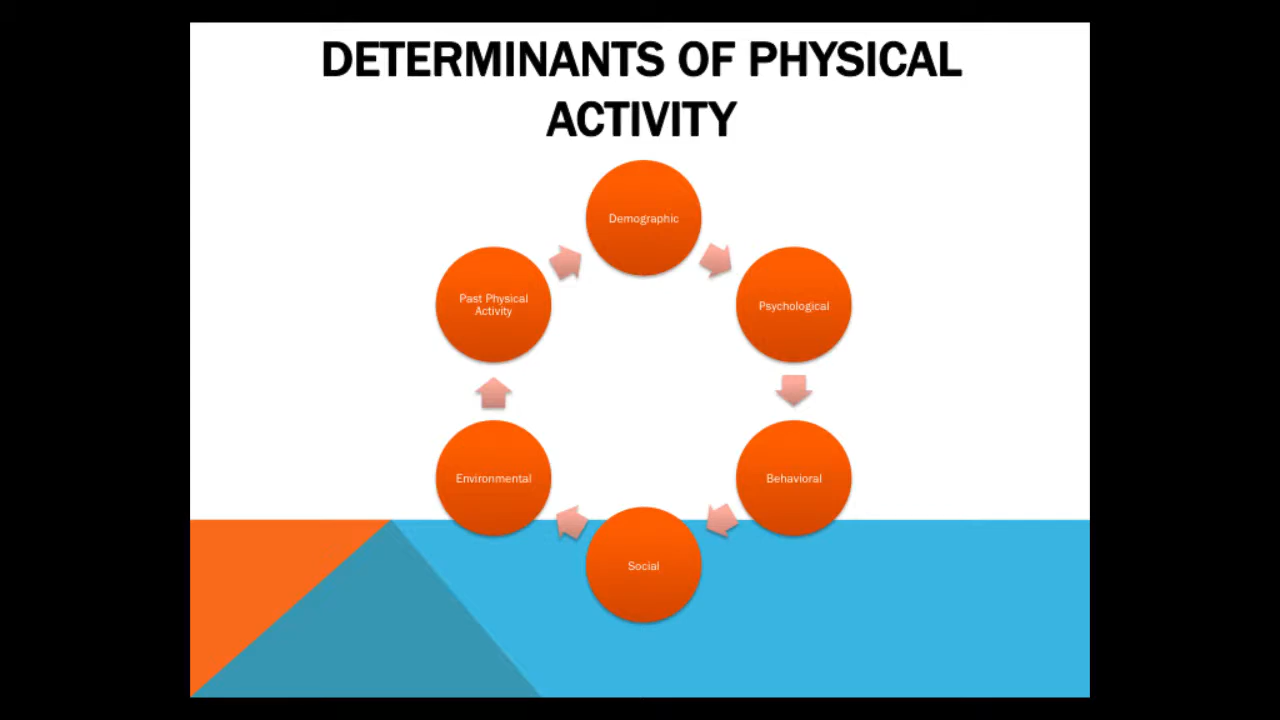 DETERMINANTS OF PHYSICAL
ACTIVITY
Demographic
Psychological
Behavioral
Social
Environmental
Past Physical
Activity